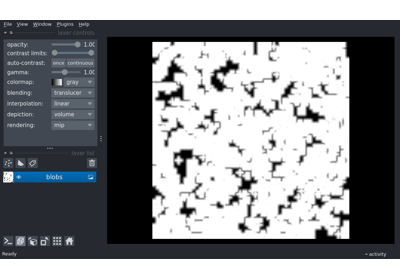 File View Window Plugins Help
layer controls
opacity: 1.00
contrast limits:
auto-contrast: once continuous
gamma: 1.00
colormap: gray
blending: translucer
interpolation: linear
depiction: volume
rendering: mip
layer list
blobs
Ready
activity